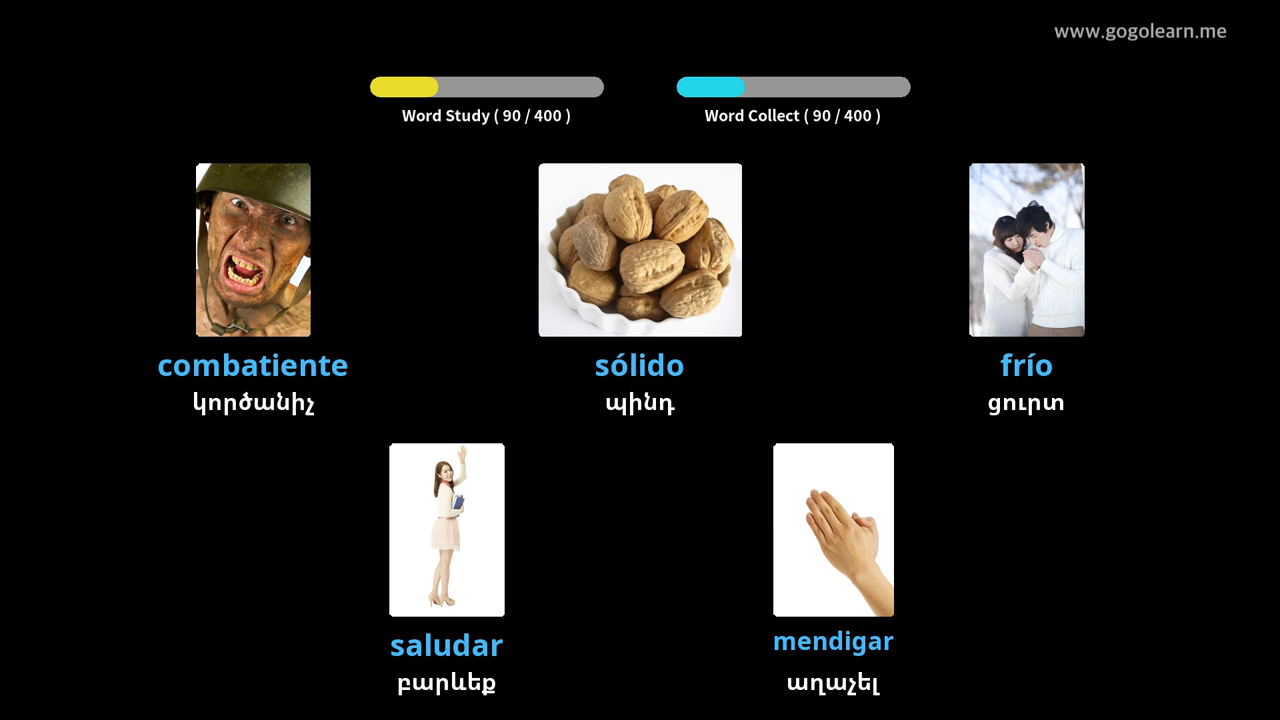 www.gogolearn.me
Word Study ( 90 / 400 )
Word Collect ( 90 / 400 )
combatiente
կործանիչ
sólido
պինդ
frío
ցուրտ
saludar
բարևեք
mendigar
աղաչել